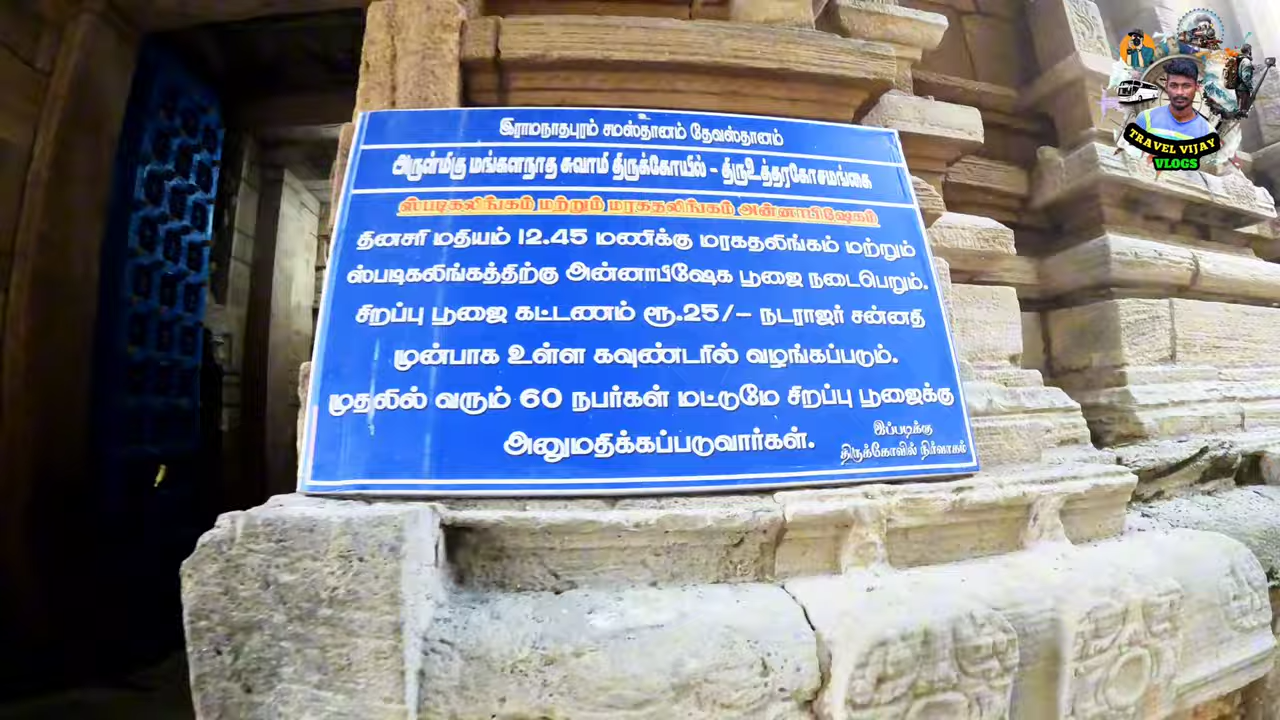 உ
இராமநாதபுரம் சமஸ்தானம் தேவஸ்தானம்
அருள்மிகு மங்களநாத சுவாமி திருக்கோயில் - திருஉத்தரகோசமங்கை
ஸ்படிகலிங்கம் மற்றும் மரகதலிங்கம் அன்னாபிஷேகம்
தினசரி மதியம் 12.45 மணிக்கு மரகதலிங்கம் மற்றும்
ஸ்படிகலிங்கத்திற்கு அன்னாபிஷேக பூஜை நடைபெறும்.
சிறப்பு பூஜை கட்டணம் ரூ.25/- நடராஜர் சன்னதி
முன்பாக உள்ள கவுண்டரில் வழங்கப்படும்.
முதலில் வரும் 60 நபர்கள் மட்டுமே சிறப்பு பூஜைக்கு
அனுமதிக்கப்படுவார்கள்.
இப்படிக்கு
திருக்கோவில் நிர்வாகம்
TRAVEL VIJAY
VLOGS